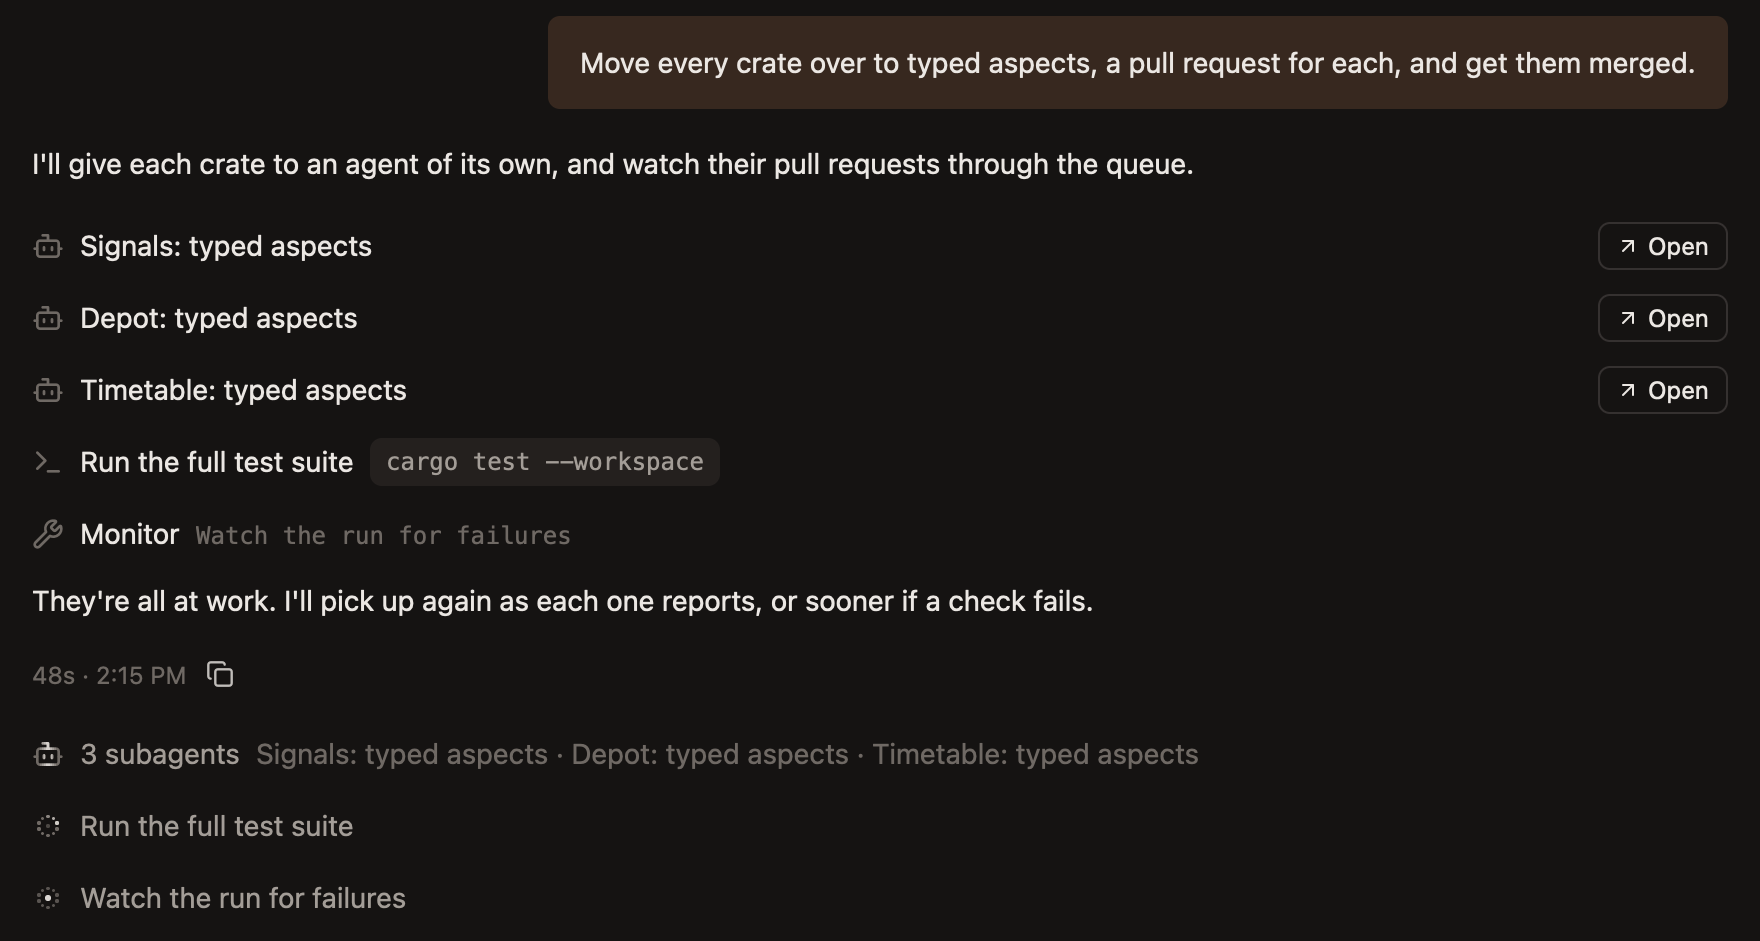 Move every crate over to typed aspects, a pull request for each, and get them merged.
I'll give each crate to an agent of its own, and watch their pull requests through the queue.
Signals: typed aspects Open
Depot: typed aspects Open
Timetable: typed aspects Open
Run the full test suite cargo test --workspace
Monitor Watch the run for failures
They're all at work. I'll pick up again as each one reports, or sooner if a check fails.
48s · 2:15 PM
3 subagents Signals: typed aspects · Depot: typed aspects · Timetable: typed aspects
Run the full test suite
Watch the run for failures